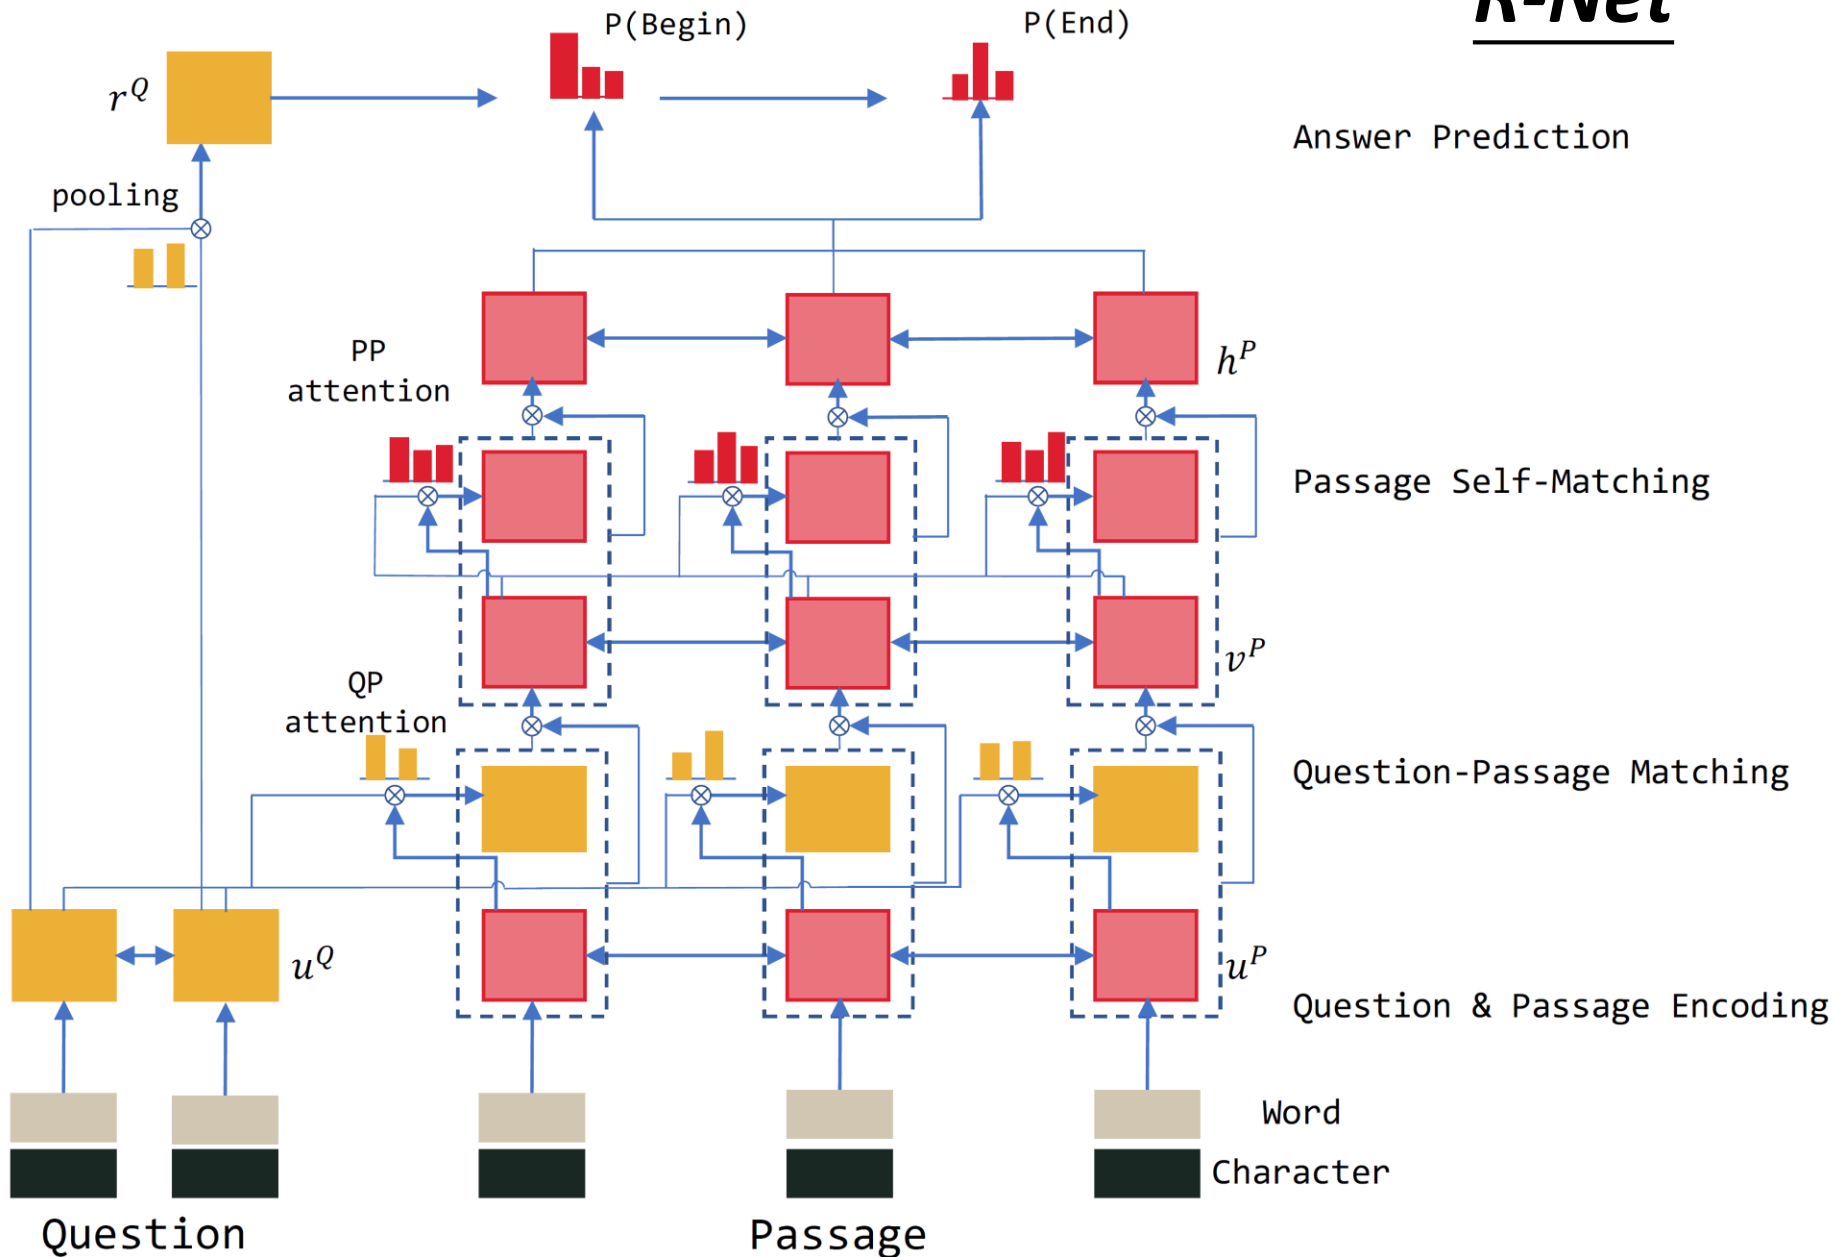 R-Net
P(Begin)
P(End)
r^Q
Answer Prediction
pooling
PP
attention
h^P
Passage Self-Matching
v^P
QP
attention
Question-Passage Matching
u^Q
u^P
Question & Passage Encoding
Word
Character
Question
Passage